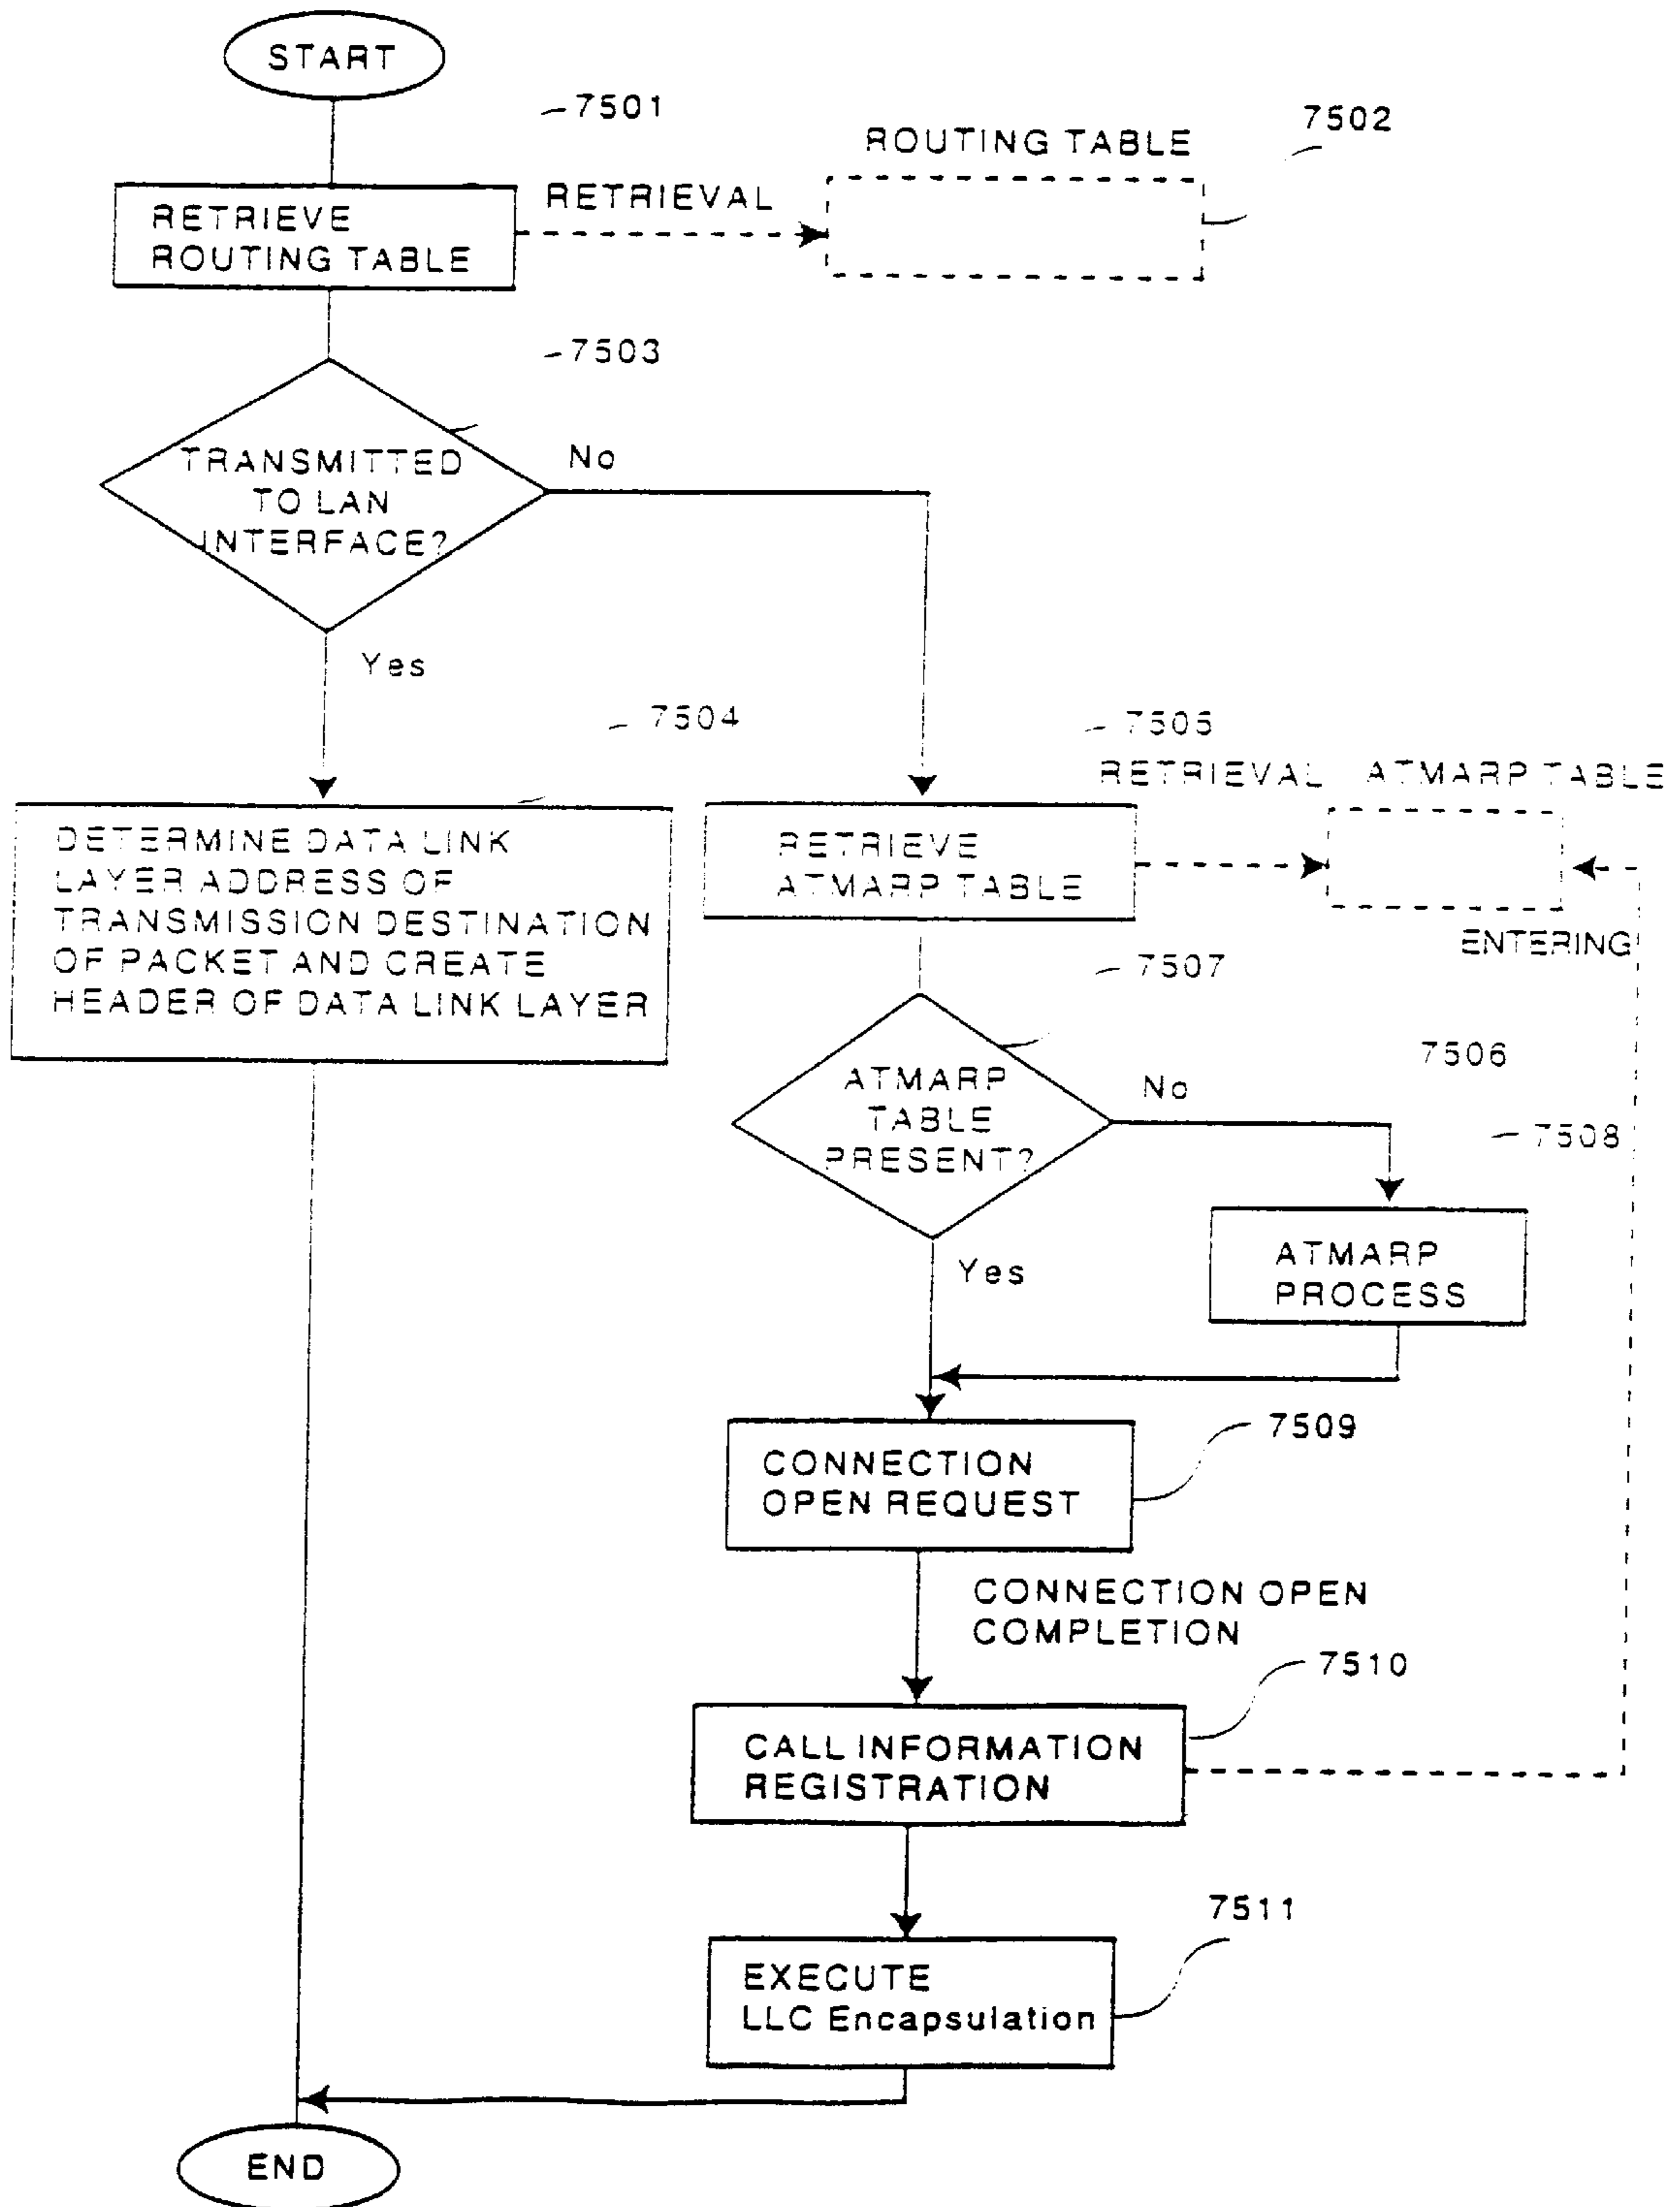 START
7501
ROUTING TABLE
7502
RETRIEVAL
RETRIEVE
ROUTING TABLE
7503
TRANSMITTED
TO LAN
INTERFACE?
No
Yes
7504
7505
RETRIEVAL
ATMARP TABLE
DETERMINE DATA LINK
LAYER ADDRESS OF
TRANSMISSION DESTINATION
OF PACKET AND CREATE
HEADER OF DATA LINK LAYER
RETRIEVE
ATMARP TABLE
ENTERING
7507
7506
ATMARP
TABLE
PRESENT?
No
7508
Yes
ATMARP
PROCESS
7509
CONNECTION
OPEN REQUEST
CONNECTION OPEN
COMPLETION
7510
CALL INFORMATION
REGISTRATION
7511
EXECUTE
LLC Encapsulation
END